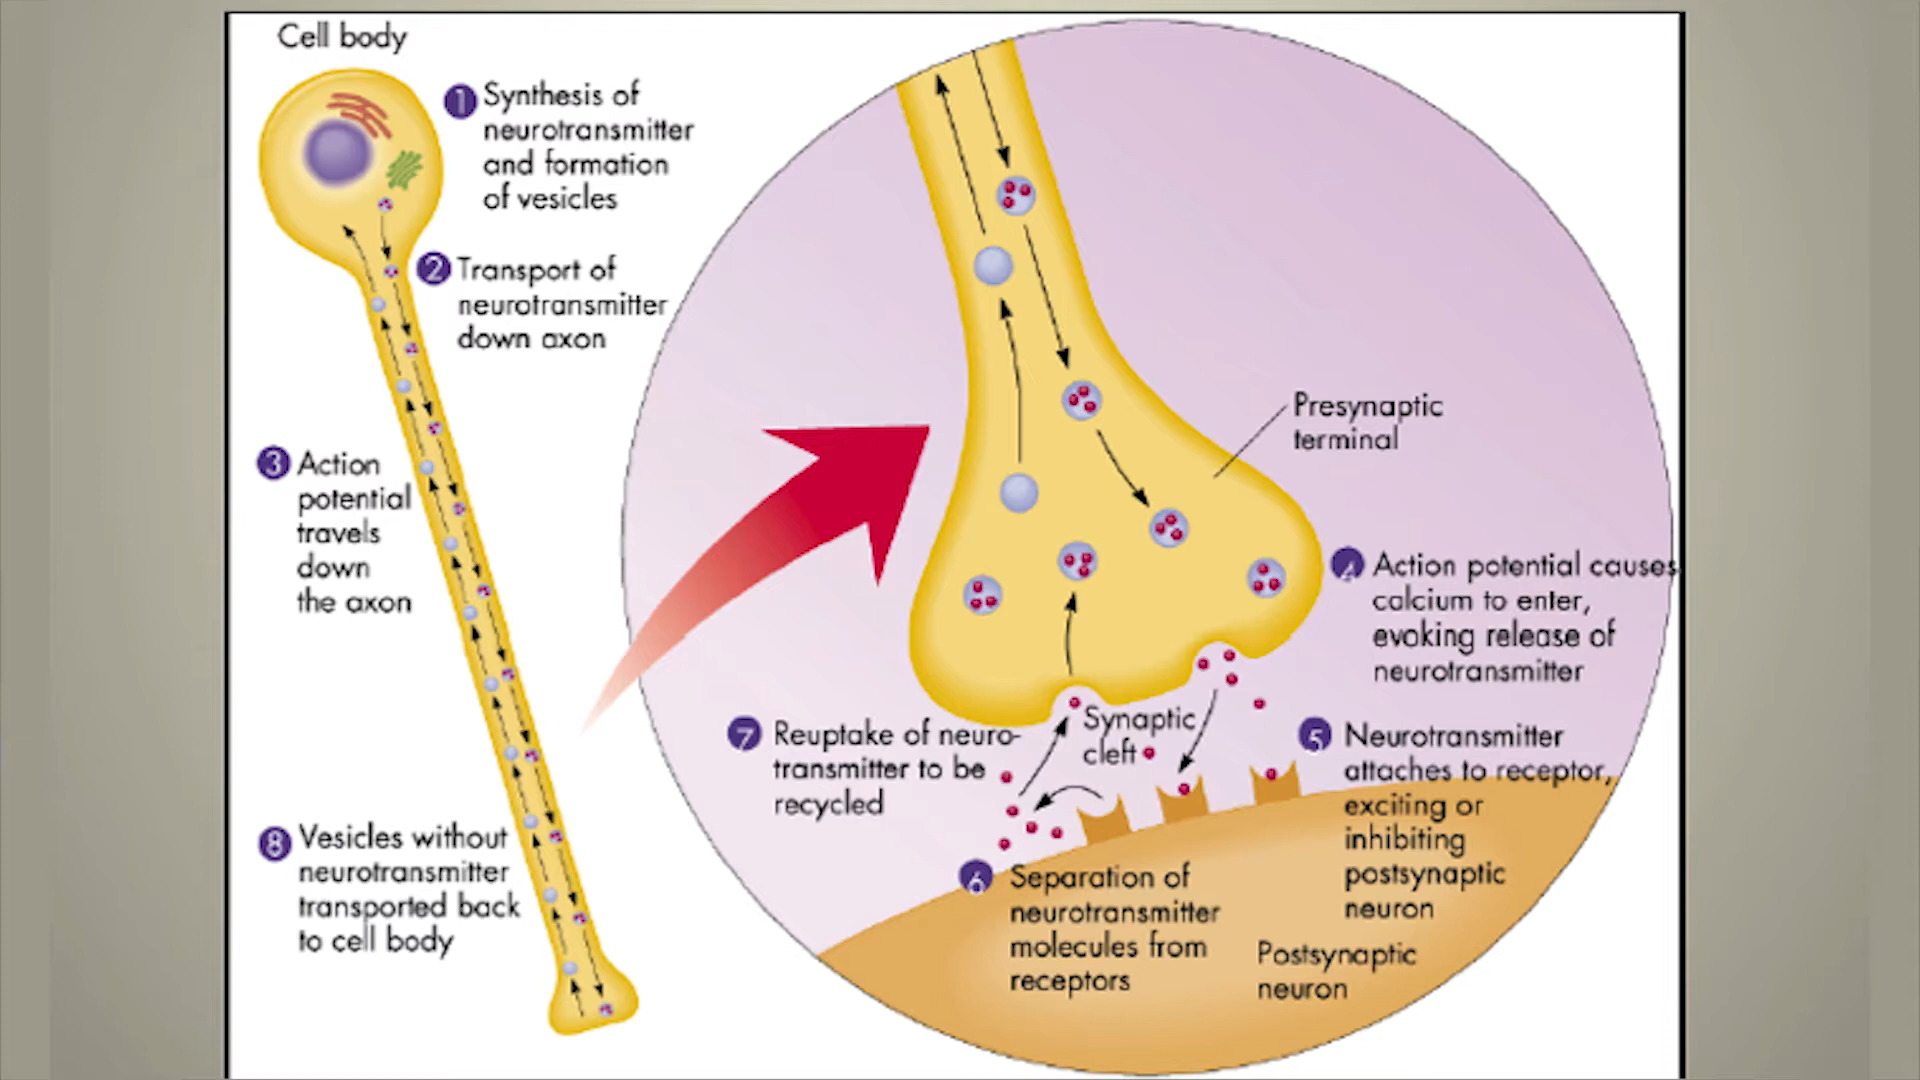 Cell body
1 Synthesis of
neurotransmitter
and formation
of vesicles
2 Transport of
neurotransmitter
down axon
3 Action
potential
travels
down
the axon
Presynaptic
terminal
4 Action potential causes
calcium to enter,
evoking release of
neurotransmitter
5 Neurotransmitter
attaches to receptor,
exciting or
inhibiting
postsynaptic
neuron
Synaptic
cleft
6 Separation of
neurotransmitter
molecules from
receptors
Postsynaptic
neuron
7 Reuptake of neuro-
transmitter to be
recycled
8 Vesicles without
neurotransmitter
transported back
to cell body